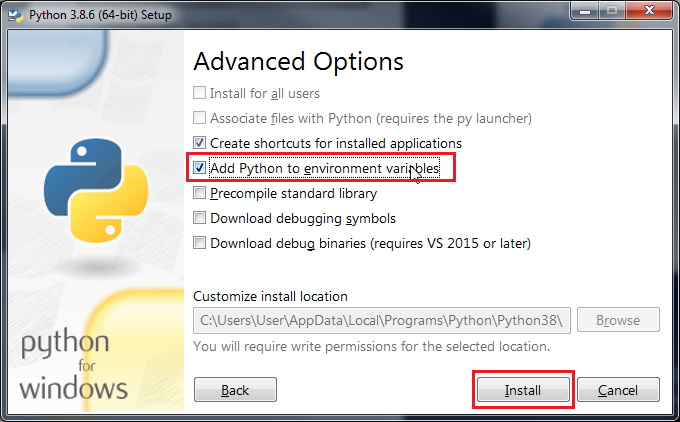 Python 3.8.6 (64-bit) Setup
Advanced Options
Install for all users
Associate files with Python (requires the py launcher)
Create shortcuts for installed applications
Add Python to environment variables
Precompile standard library
Download debugging symbols
Download debug binaries (requires VS 2015 or later)
Customize install location
C:\Users\User\AppData\Local\Programs\Python\Python38\
Browse
You will require write permissions for the selected location.
python
for
windows
Back
Install
Cancel